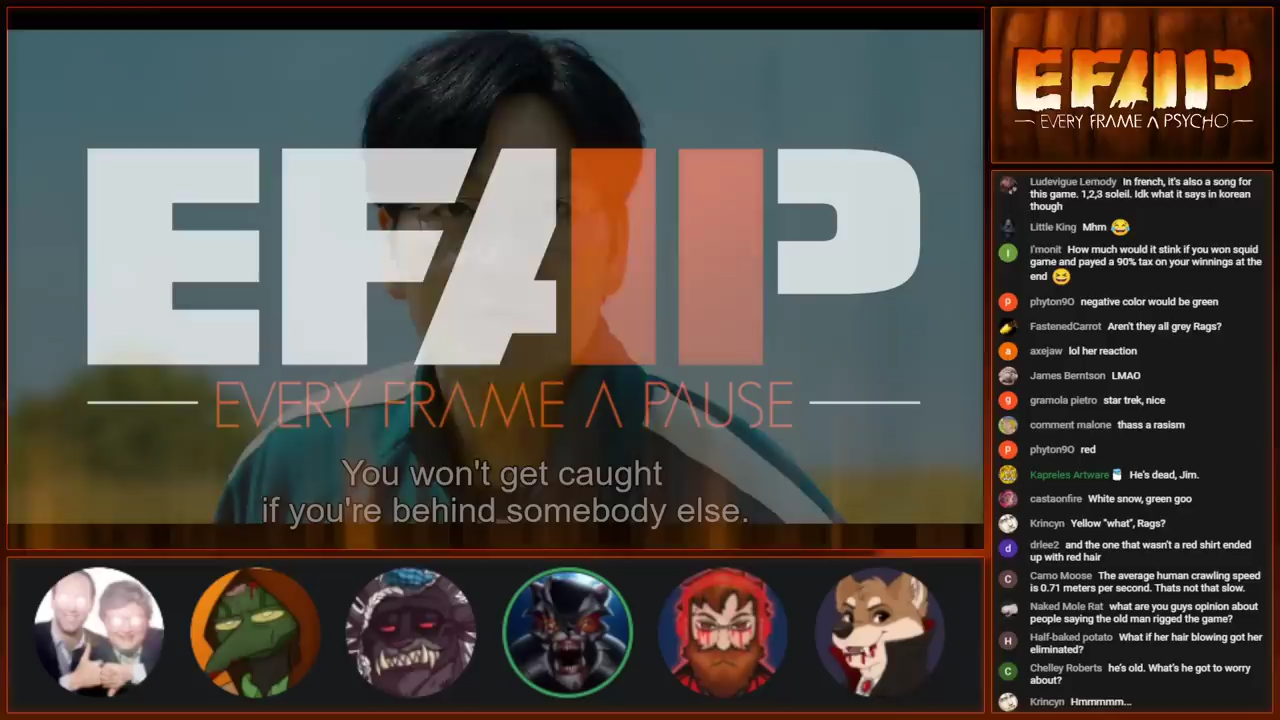 EFAIIP
EVERY FRAME A PAUSE
You won't get caught
if you're behind somebody else.
EFAIIP
EVERY FRAME A PSYCHO
Ludevigue Lernody In french, it's also a song for
this game. 1,2,3 soleil. Idk what it says in korean
though
Little King Mhm 😂
I'monit How much would it stink if you won squid
game and payed a 90% tax on your winnings at the
end 😆
phyton90 negative color would be green
FastenedCarrot Aren't they all grey Rags?
axejaw lol her reaction
James Berntson LMAO
gramola pietro star trek, nice
comment malone thass a rasism
phyton90 red
Kapreles Artware He's dead, Jim.
castaonfire White snow, green goo
Krincyn Yellow "what", Rags?
drlee2 and the one that wasn't a red shirt ended
up with red hair
Camo Moose The average human crawling speed
is 0.71 meters per second. Thats not that slow.
Naked Mole Rat what are you guys opinion about
people saying the old man rigged the game?
Half-baked potato What if her hair blowing got her
eliminated?
Chelley Roberts he's old. What's he got to worry
about?
Krincyn Hmmmmm...